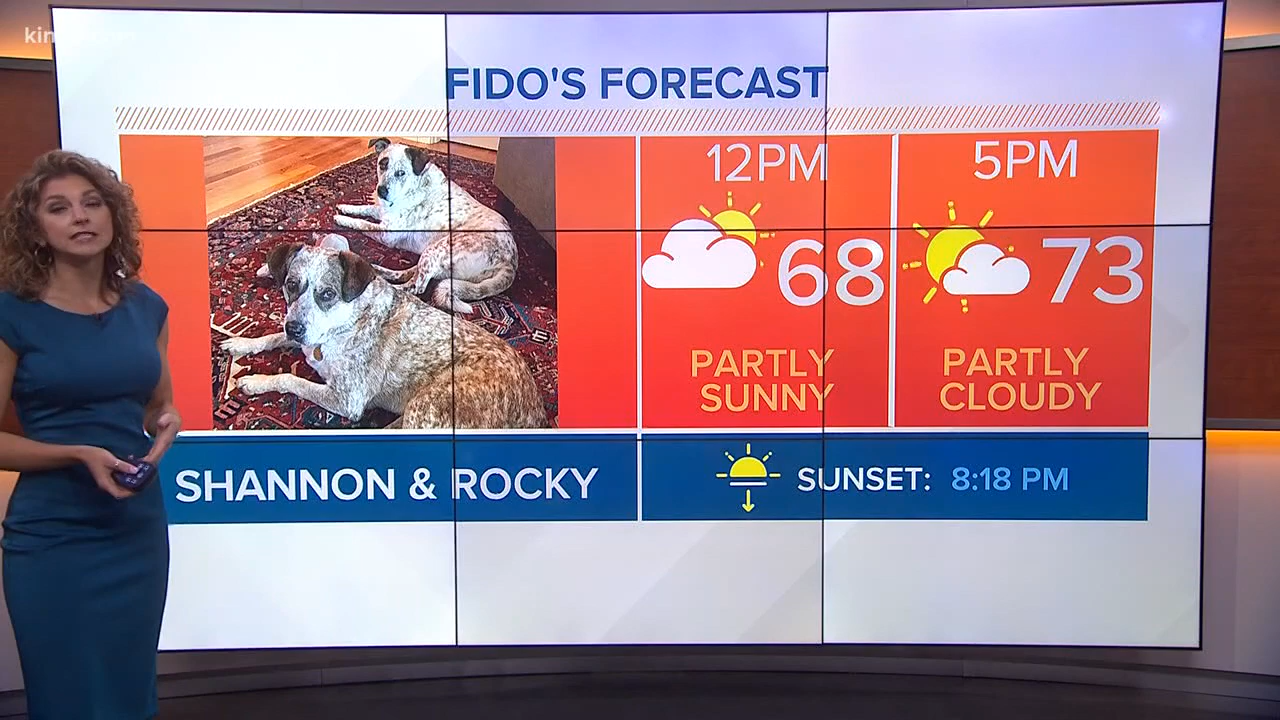 FIDO'S FORECAST
12PM
68
PARTLY
SUNNY
5PM
73
PARTLY
CLOUDY
SHANNON & ROCKY
SUNSET: 8:18 PM